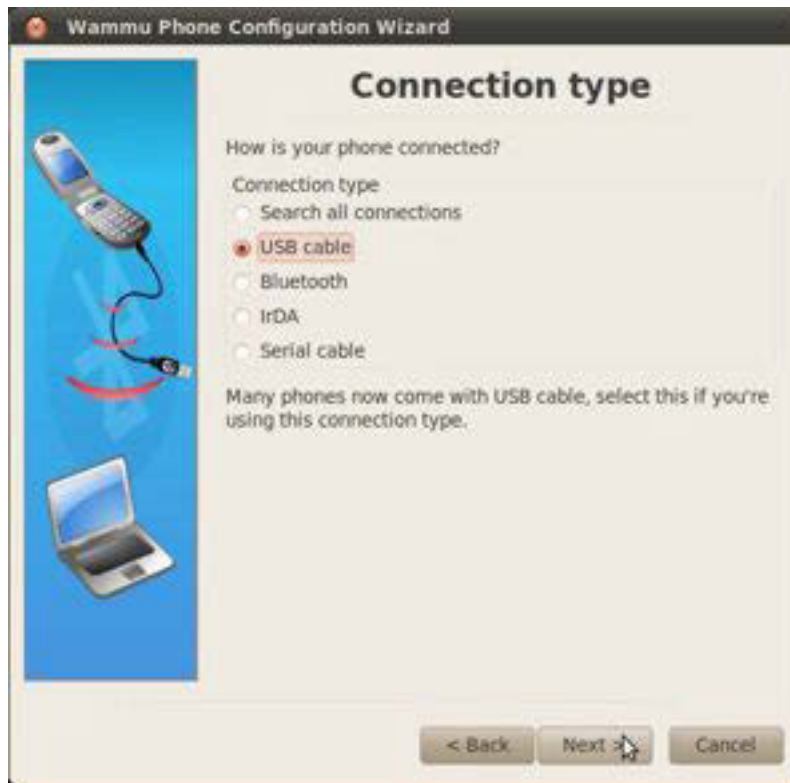 Wammu Phone Configuration Wizard
Connection type
How is your phone connected?
Connection type
Search all connections
USB cable
Bluetooth
IrDA
Serial cable
Many phones now come with USB cable, select this if you're
using this connection type.
< Back Next > Cancel